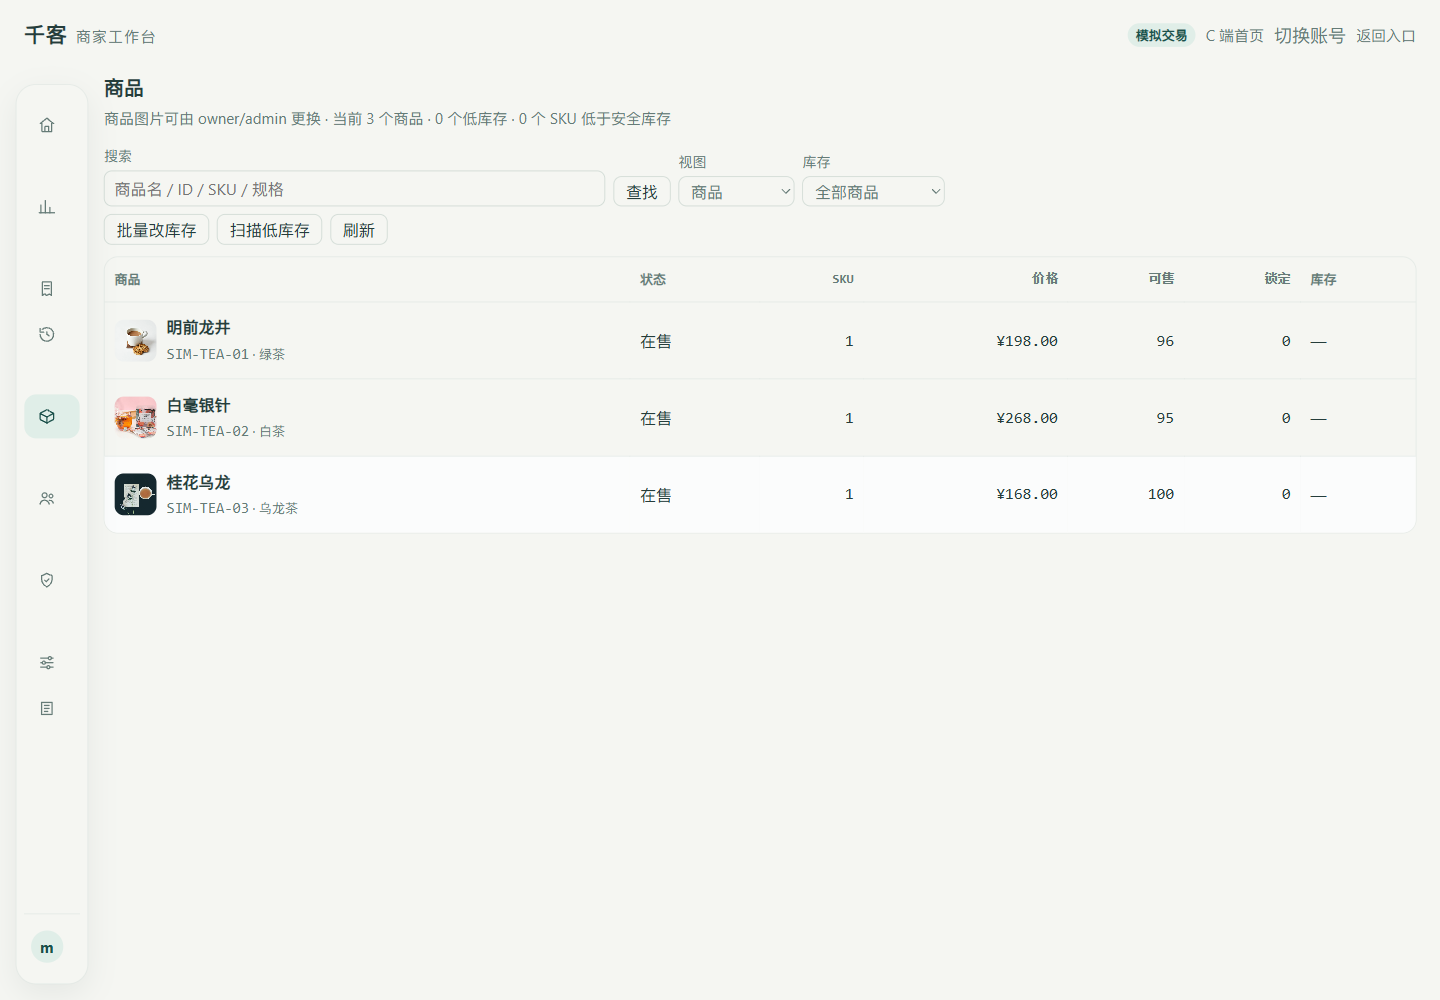 千客 商家工作台
模拟交易 C 端首页 切换账号 返回入口
商品
商品图片可由 owner/admin 更换 · 当前 3 个商品 · 0 个低库存 · 0 个 SKU 低于安全库存
搜索 视图 库存
商品名 / ID / SKU / 规格 查找 商品 全部商品
批量改库存 扫描低库存 刷新
商品 状态 SKU 价格 可售 锁定 库存
明前龙井
SIM-TEA-01 · 绿茶
在售 1 ¥198.00 96 0 —
白毫银针
SIM-TEA-02 · 白茶
在售 1 ¥268.00 95 0 —
桂花乌龙
SIM-TEA-03 · 乌龙茶
在售 1 ¥168.00 100 0 —
m